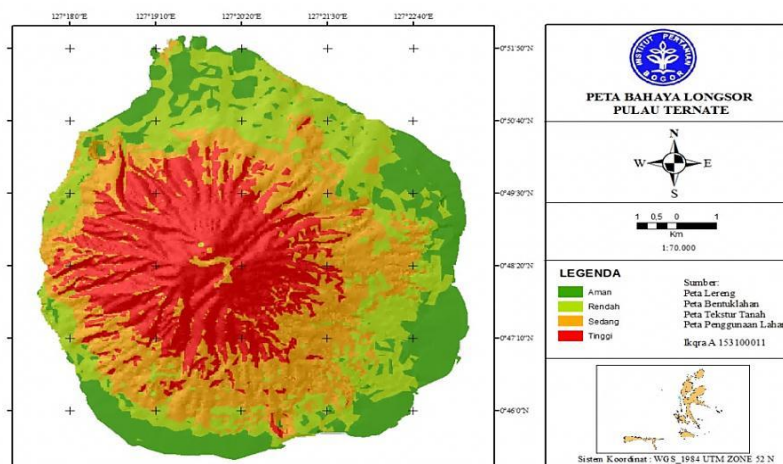 127°18'0"E 127°19'10"E 127°20'20"E 127°21'30"E 127°22'40"E
0°51'50"N
0°50'40"N
0°49'30"N
0°48'20"N
0°47'10"N
0°46'0"N
INSTITUT PERTANIAN
BOGOR
PETA BAHAYA LONGSOR
PULAU TERNATE
N
W E
S
1 0.5 0 1
Km
1:70.000
LEGENDA
Aman
Rendah
Sedang
Tinggi
Sumber:
Peta Lereng
Peta Bentuklahan
Peta Tekstur Tanah
Peta Penggunaan Lahan
Ikqra A 153100011
Sistem Koordinat : WGS_1984 UTM ZONE 52 N